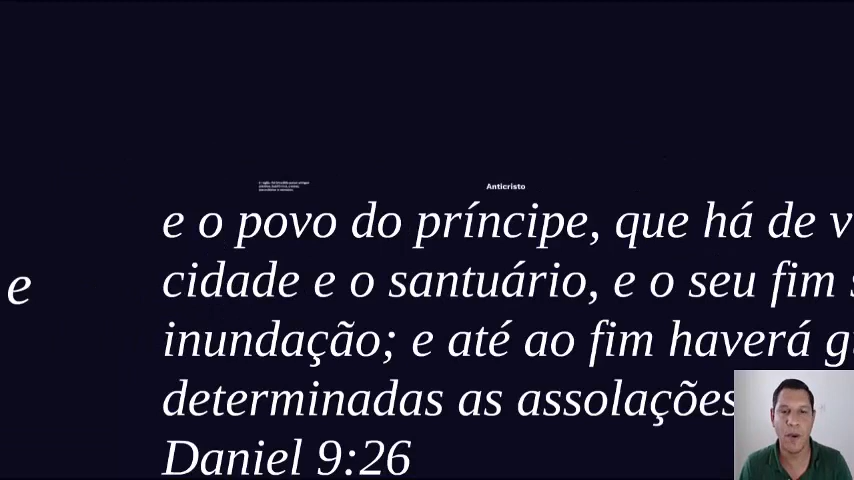 Anticristo
e o povo do príncipe, que há de v
cidade e o santuário, e o seu fim s
e
inundação; e até ao fim haverá g
determinadas as assolações
Daniel 9:26